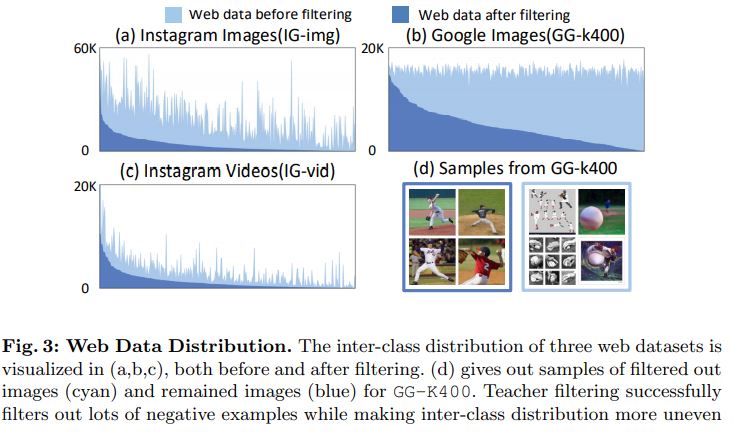 Web data before filtering Web data after filtering
(a) Instagram Images(IG-img) (b) Google Images(GG-k400)
60K 20K
0 0
(c) Instagram Videos(IG-vid) (d) Samples from GG-k400
20K
0
Fig. 3: Web Data Distribution. The inter-class distribution of three web datasets is
visualized in (a,b,c), both before and after filtering. (d) gives out samples of filtered out
images (cyan) and remained images (blue) for GG-K400. Teacher filtering successfully
filters out lots of negative examples while making inter-class distribution more uneven